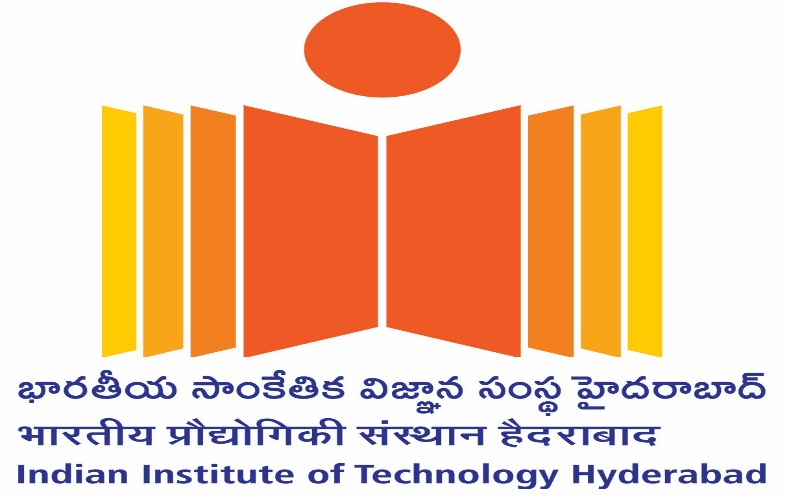 భారతీయ సాంకేతిక విజ్ఞాన సంస్థ హైదరాబాద్
भारतीय प्रौद्योगिकी संस्थान हैदराबाद
Indian Institute of Technology Hyderabad